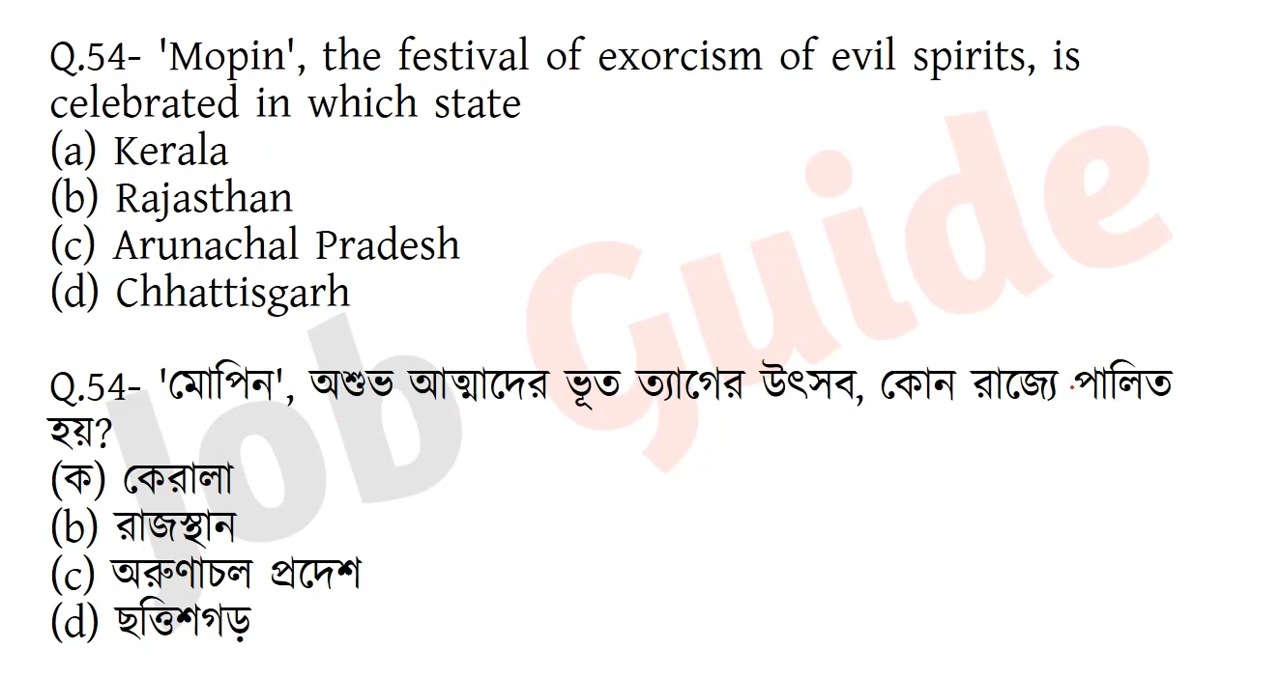 Q.54- 'Mopin', the festival of exorcism of evil spirits, is
celebrated in which state
(a) Kerala
(b) Rajasthan
(c) Arunachal Pradesh
(d) Chhattisgarh
Job Guide
Q.54- 'মোপিন', অশুভ আত্মাদের ভূত ত্যাগের উৎসব, কোন রাজ্যে পালিত
হয়?
(ক) কেরালা
(b) রাজস্থান
(c) অরুণাচল প্রদেশ
(d) ছত্তিশগড়